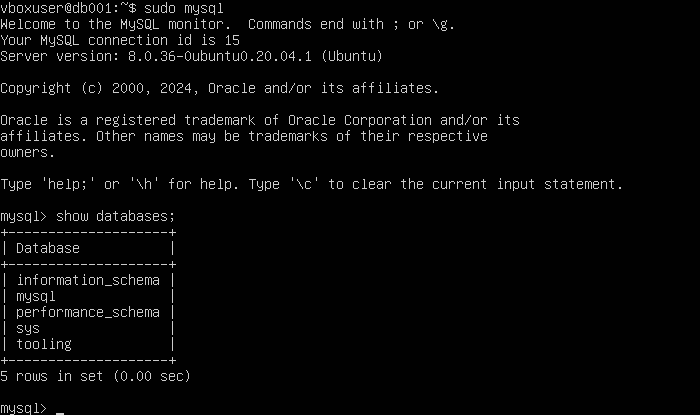 vboxuser@db001:~$ sudo mysql
Welcome to the MySQL monitor.  Commands end with ; or \g.
Your MySQL connection id is 15
Server version: 8.0.36-0ubuntu0.20.04.1 (Ubuntu)

Copyright (c) 2000, 2024, Oracle and/or its affiliates.

Oracle is a registered trademark of Oracle Corporation and/or its
affiliates. Other names may be trademarks of their respective
owners.

Type 'help;' or '\h' for help. Type '\c' to clear the current input statement.

mysql> show databases;
+--------------------+
| Database           |
+--------------------+
| information_schema |
| mysql              |
| performance_schema |
| sys                |
| tooling            |
+--------------------+
5 rows in set (0.00 sec)

mysql> _